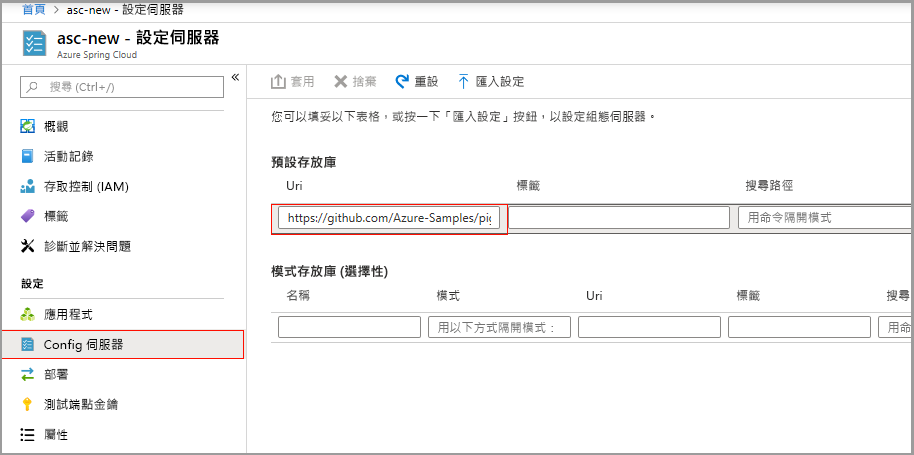 首頁 > asc-new - 設定伺服器
asc-new - 設定伺服器
Azure Spring Cloud
搜尋 (Ctrl+/)
«
概觀
活動記錄
存取控制 (IAM)
標籤
診斷並解決問題
設定
應用程式
Config 伺服器
部署
測試端點金鑰
屬性
套用 捨棄 重設 匯入設定
您可以填妥以下表格，或按一下「匯入設定」按鈕，以設定組態伺服器。
預設存放庫
Uri 標籤 搜尋路徑
https://github.com/Azure-Samples/pig 用命令隔開模式
模式存放庫 (選擇性)
名稱 模式 Uri 標籤 搜尋
用以下方式隔開模式： 用命